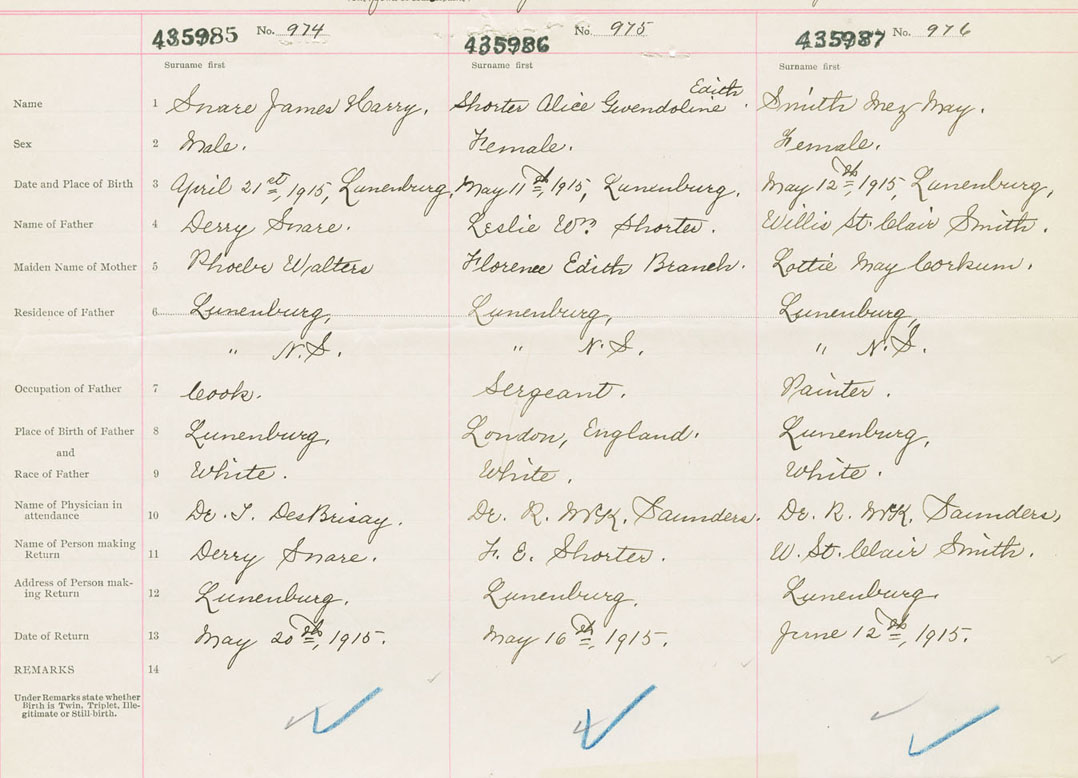 435985 No. 974 435986 No. 975 435987 No. 976
Surname first Surname first Surname first
Name 1 Snare James Harry. Shorter Alice Gwendoline Edith. Smith Inez May.
Sex 2 Male. Female. Female.
Date and Place of Birth 3 April 21st, 1915, Lunenburg, May 11th, 1915, Lunenburg. May 12th, 1915, Lunenburg,
Name of Father 4 Derry Snare. Leslie Wm. Shorter. Willis St. Clair Smith.
Maiden Name of Mother 5 Phoebe Walters Florence Edith Branch. Lottie May Corkum.
Residence of Father 6 Lunenburg, Lunenburg, Lunenburg,
" N.S. " N.S. " N.S.
Occupation of Father 7 Cook. Sergeant. Painter.
Place of Birth of Father 8 Lunenburg, London, England. Lunenburg,
and
Race of Father 9 White. White. White.
Name of Physician in
attendance 10 Dr. T. DesBrisay. Dr. R. McK. Saunders. Dr. R. McK. Saunders,
Name of Person making
Return 11 Derry Snare. F. E. Shorter. W. St. Clair Smith.
Address of Person mak-
ing Return 12 Lunenburg. Lunenburg. Lunenburg.
Date of Return 13 May 20th, 1915. May 16th, 1915. June 12th, 1915.
REMARKS 14
Under Remarks state whether
Birth is Twin, Triplet, Ille-
gitimate or Still-birth.